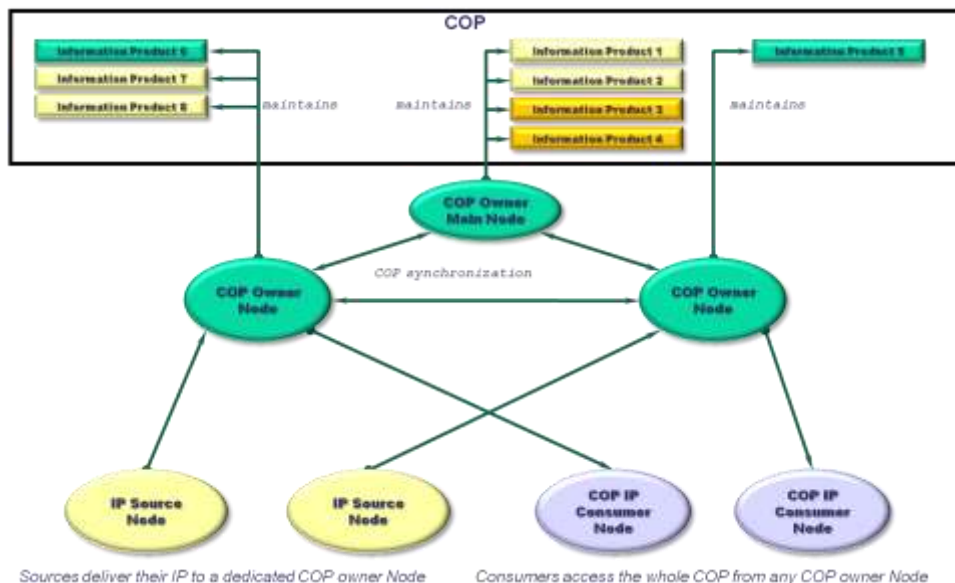 COP
Information Product 6
Information Product 7
Information Product 8
maintains
Information Product 1
Information Product 2
Information Product 3
Information Product 4
maintains
Information Product 5
maintains
COP Owner
Main Node
COP synchronization
COP Owner
Node
COP Owner
Node
IP Source
Node
IP Source
Node
COP IP
Consumer
Node
COP IP
Consumer
Node
Sources deliver their IP to a dedicated COP owner Node
Consumers access the whole COP from any COP owner Node